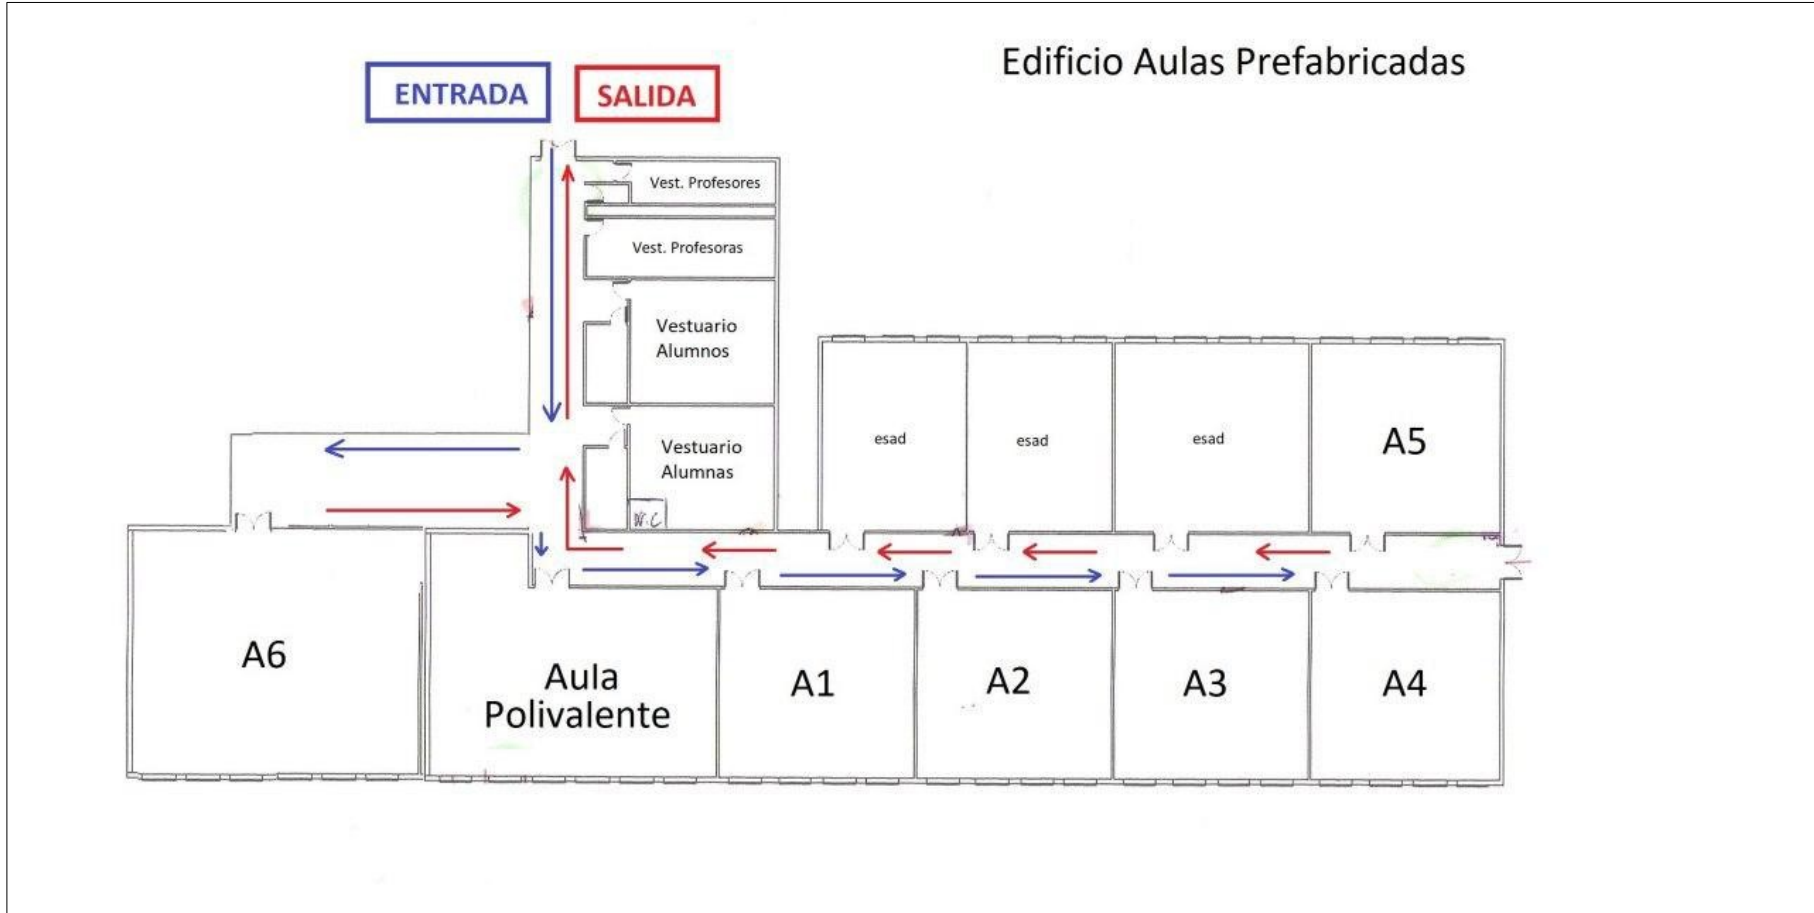 Edificio Aulas Prefabricadas
ENTRADA
SALIDA
Vest. Profesores
Vest. Profesoras
Vestuario
Alumnos
Vestuario
Alumnas
W.C
esad
esad
esad
A5
A6
Aula
Polivalente
A1
A2
A3
A4